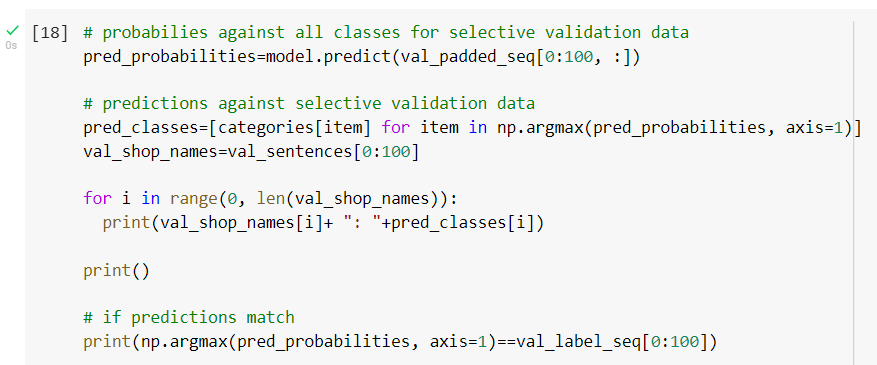 [18] # probabilies against all classes for selective validation data
0s
pred_probabilities=model.predict(val_padded_seq[0:100, :])
# predictions against selective validation data
pred_classes=[categories[item] for item in np.argmax(pred_probabilities, axis=1)]
val_shop_names=val_sentences[0:100]
for i in range(0, len(val_shop_names)):
  print(val_shop_names[i]+ ": "+pred_classes[i])
print()
# if predictions match
print(np.argmax(pred_probabilities, axis=1)==val_label_seq[0:100])